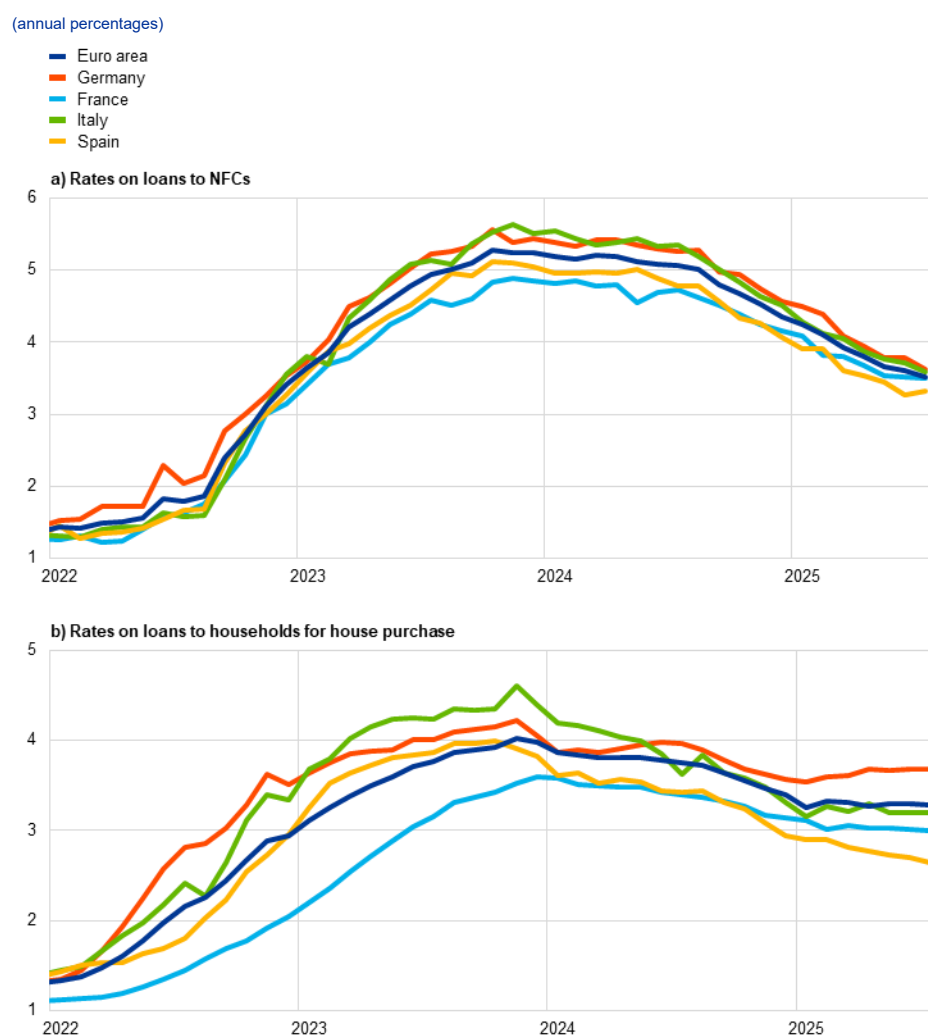 (annual percentages)
Euro area
Germany
France
Italy
Spain
a) Rates on loans to NFCs
6
5
4
3
2
1
2022 2023 2024 2025
b) Rates on loans to households for house purchase
5
4
3
2
1
2022 2023 2024 2025